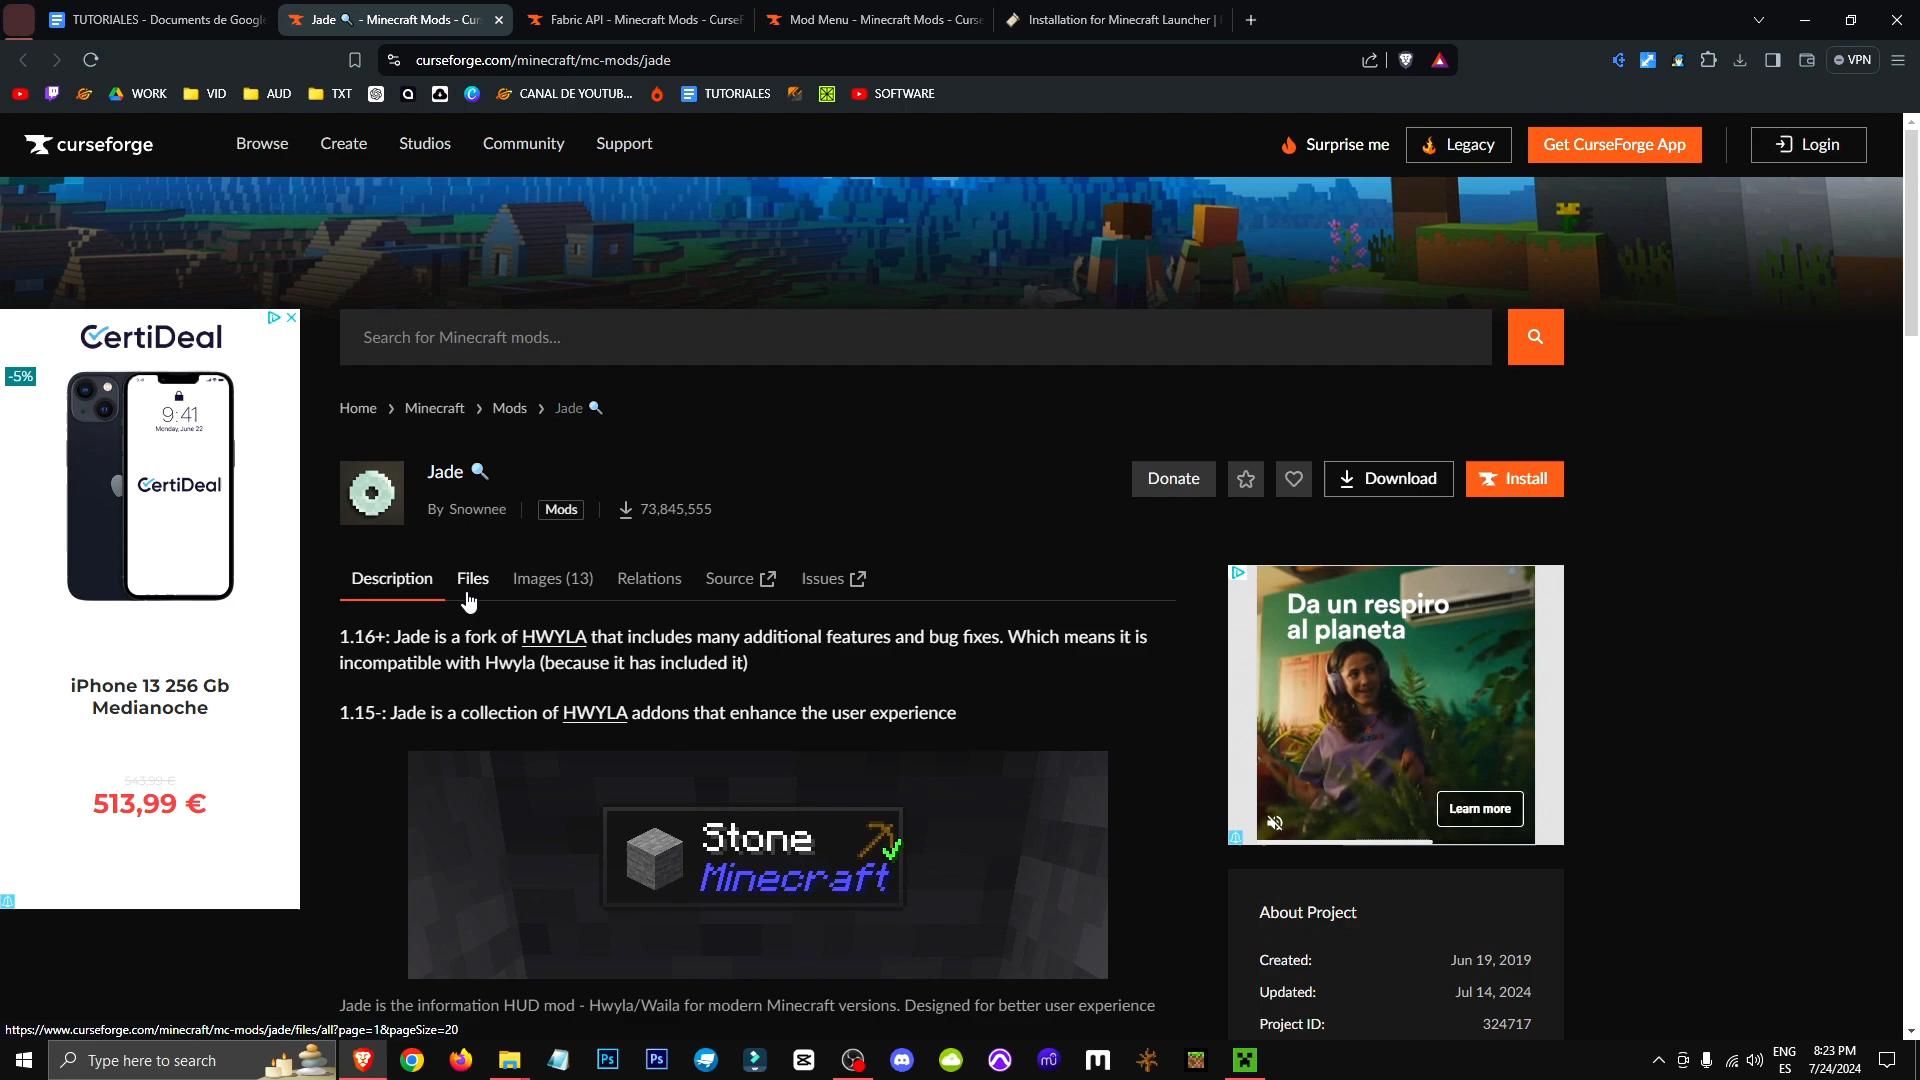 TUTORIALES - Documentos de Google
Jade 🔍 - Minecraft Mods - Cur
Fabric API - Minecraft Mods - CurseF
Mod Menu - Minecraft Mods - Curse
Installation for Minecraft Launcher |
curseforge.com/minecraft/mc-mods/jade
VPN
WORK
VID
AUD
TXT
CANAL DE YOUTUB...
TUTORIALES
SOFTWARE
curseforge
Browse
Create
Studios
Community
Support
Surprise me
Legacy
Get CurseForge App
Login
CertiDeal
-5%
9:41
Monday, June 22
CertiDeal
iPhone 13 256 Gb
Medianoche
543,99 €
513,99 €
Search for Minecraft mods...
Home > Minecraft > Mods > Jade 🔍
Jade 🔍
By Snownee
Mods
73,845,555
Donate
Download
Install
Description
Files
Images (13)
Relations
Source
Issues
1.16+: Jade is a fork of HWYLA that includes many additional features and bug fixes. Which means it is
incompatible with Hwyla (because it has included it)
1.15-: Jade is a collection of HWYLA addons that enhance the user experience
Stone
Minecraft
Jade is the information HUD mod - Hwyla/Waila for modern Minecraft versions. Designed for better user experience
Da un respiro
al planeta
Learn more
About Project
Created: Jun 19, 2019
Updated: Jul 14, 2024
Project ID: 324717
https://www.curseforge.com/minecraft/mc-mods/jade/files/all?page=1&pageSize=20
Type here to search
Ps
Ps
ENG
ES
8:23 PM
7/24/2024